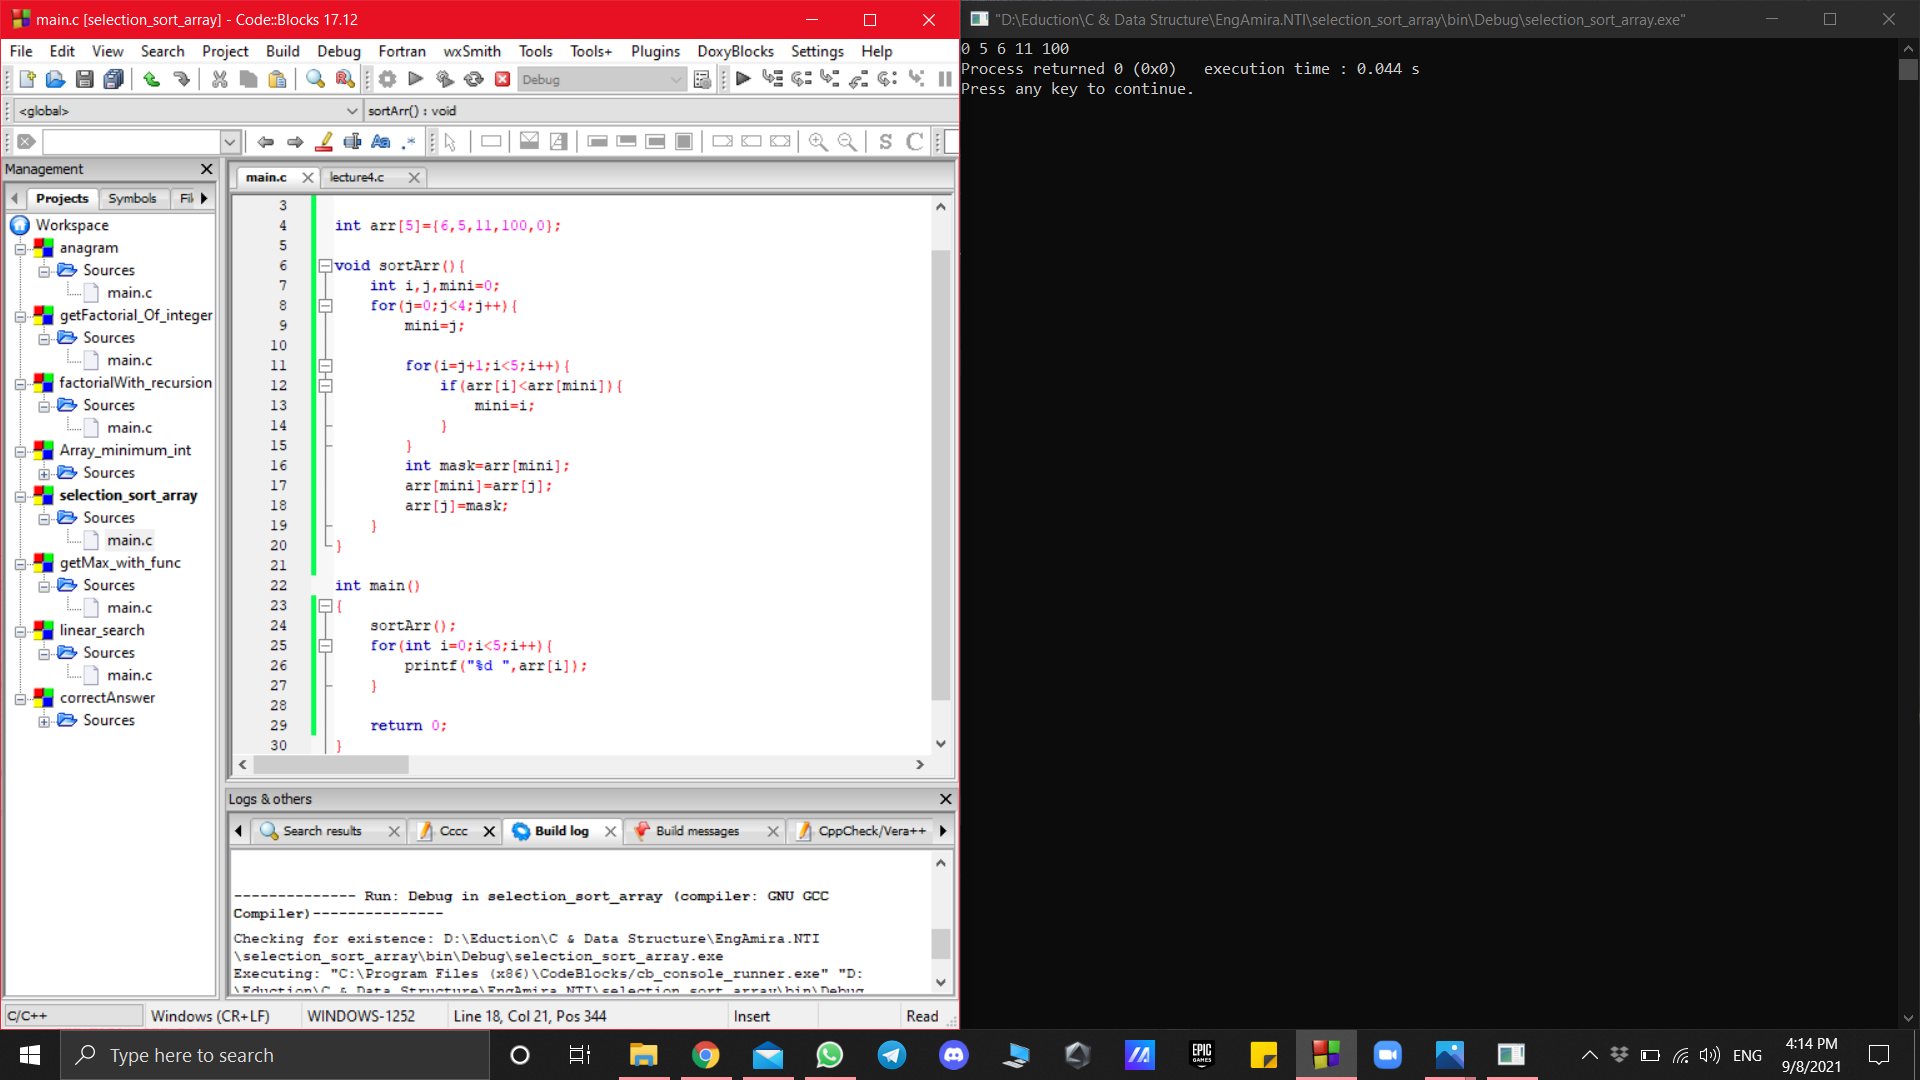 main.c [selection_sort_array] - Code::Blocks 17.12
File Edit View Search Project Build Debug Fortran wxSmith Tools Tools+ Plugins DoxyBlocks Settings Help
Debug
<global>
sortArr() : void
S C
Management
Projects Symbols Fil
Workspace
anagram
Sources
main.c
getFactorial_Of_integer
Sources
main.c
factorialWith_recursion
Sources
main.c
Array_minimum_int
Sources
selection_sort_array
Sources
main.c
getMax_with_func
Sources
main.c
linear_search
Sources
main.c
correctAnswer
Sources
main.c lecture4.c
3
4 int arr[5]={6,5,11,100,0};
5
6 void sortArr(){
7 int i,j,mini=0;
8 for(j=0;j<4;j++){
9 mini=j;
10
11 for(i=j+1;i<5;i++){
12 if(arr[i]<arr[mini]){
13 mini=i;
14 }
15 }
16 int mask=arr[mini];
17 arr[mini]=arr[j];
18 arr[j]=mask;
19 }
20 }
21
22 int main()
23 {
24 sortArr();
25 for(int i=0;i<5;i++){
26 printf("%d ",arr[i]);
27 }
28
29 return 0;
30 }
Logs & others
Search results Cccc Build log Build messages CppCheck/Vera++
-------------- Run: Debug in selection_sort_array (compiler: GNU GCC
Compiler)---------------
Checking for existence: D:\Eduction\C & Data Structure\EngAmira.NTI
\selection_sort_array\bin\Debug\selection_sort_array.exe
Executing: "C:\Program Files (x86)\CodeBlocks/cb_console_runner.exe" "D:
\Eduction\C & Data Structure\EngAmira.NTI\selection_sort_array\bin\Debug
C/C++ Windows (CR+LF) WINDOWS-1252 Line 18, Col 21, Pos 344 Insert Read
"D:\Eduction\C & Data Structure\EngAmira.NTI\selection_sort_array\bin\Debug\selection_sort_array.exe"
0 5 6 11 100
Process returned 0 (0x0)   execution time : 0.044 s
Press any key to continue.
Type here to search
EPIC
GAMES
ENG
4:14 PM
9/8/2021